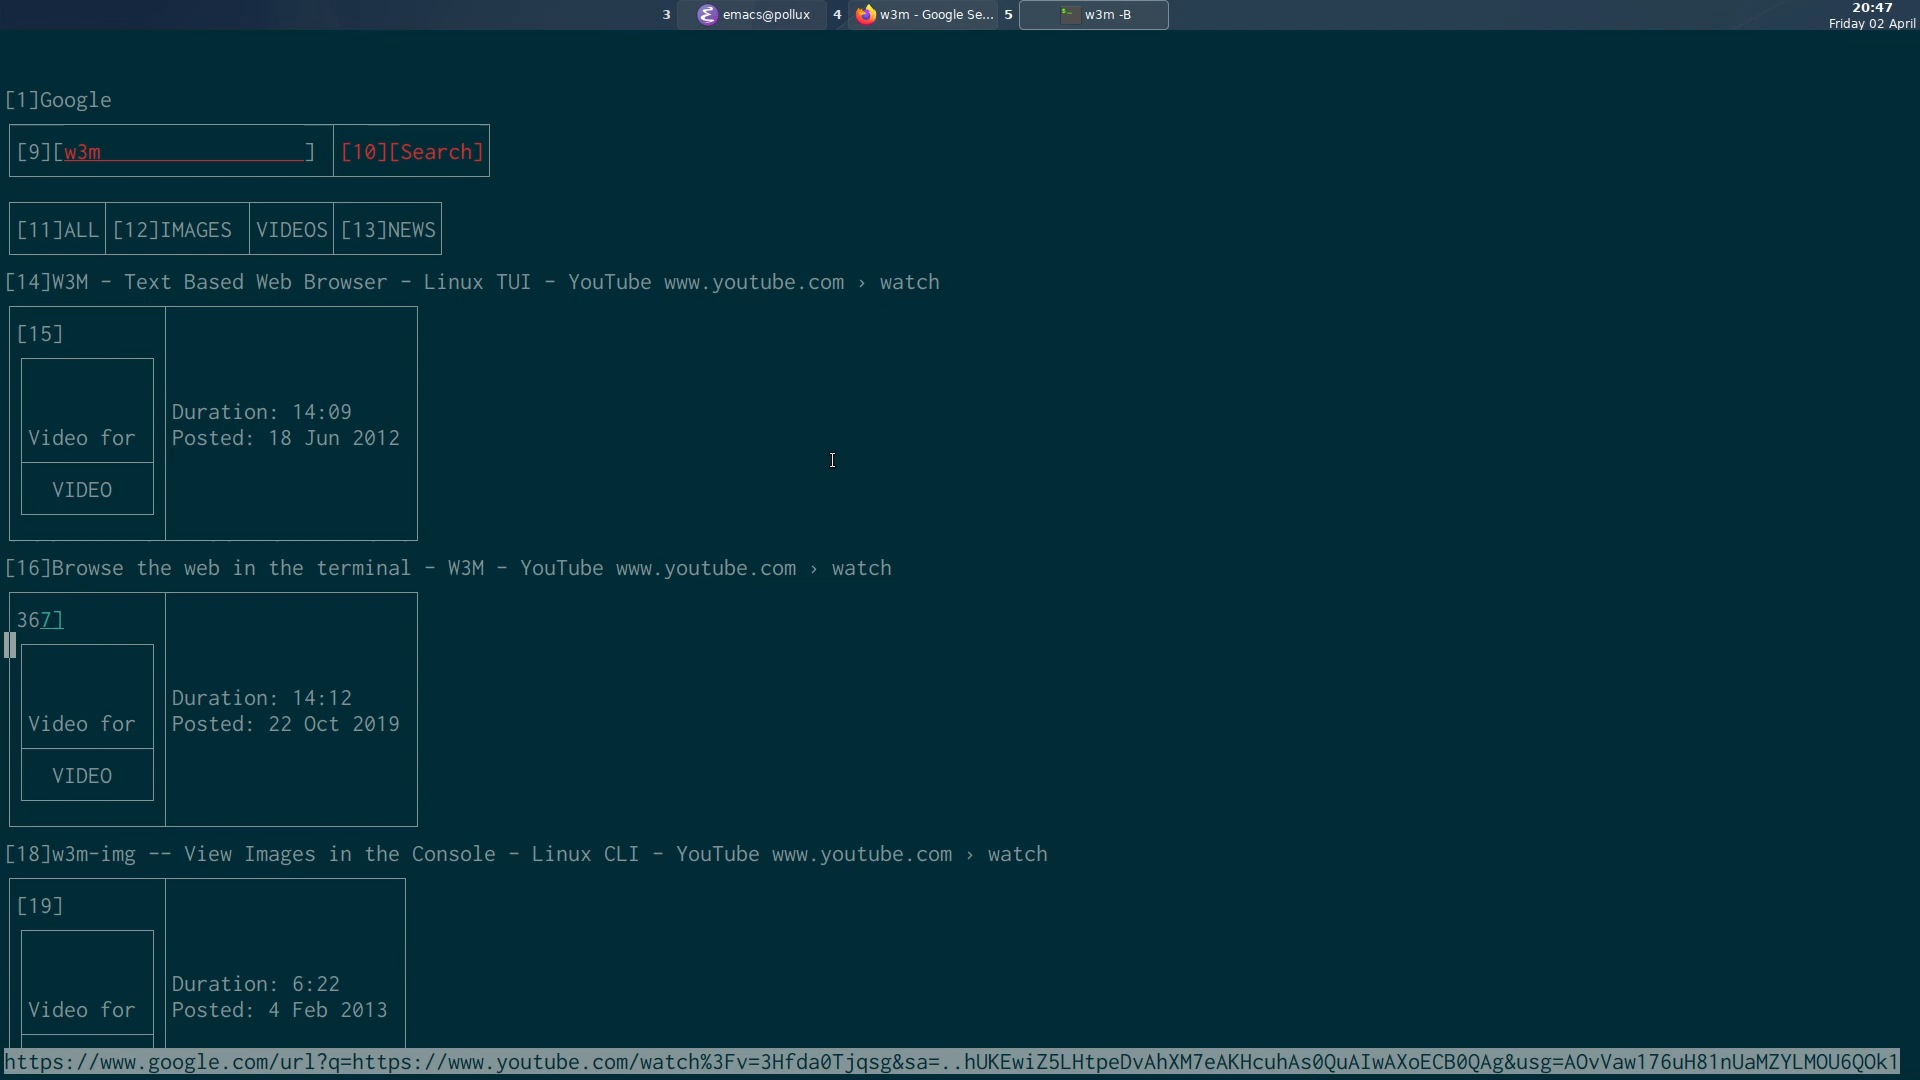 3 emacs@pollux 4 w3m - Google Se... 5 w3m -B 20:47
Friday 02 April
[1]Google
[9][w3m ] [10][Search]
[11]ALL [12]IMAGES VIDEOS [13]NEWS
[14]W3M - Text Based Web Browser - Linux TUI - YouTube www.youtube.com › watch
[15]
Duration: 14:09
Video for Posted: 18 Jun 2012
VIDEO
[16]Browse the web in the terminal - W3M - YouTube www.youtube.com › watch
367]
Duration: 14:12
Video for Posted: 22 Oct 2019
VIDEO
[18]w3m-img -- View Images in the Console - Linux CLI - YouTube www.youtube.com › watch
[19]
Duration: 6:22
Video for Posted: 4 Feb 2013
https://www.google.com/url?q=https://www.youtube.com/watch%3Fv=3Hfda0Tjqsg&sa=..hUKEwiZ5LHtpeDvAhXM7eAKHcuhAs0QuAIwAXoECB0QAg&usg=AOvVaw176uH81nUaMZYLMOU6QOk1